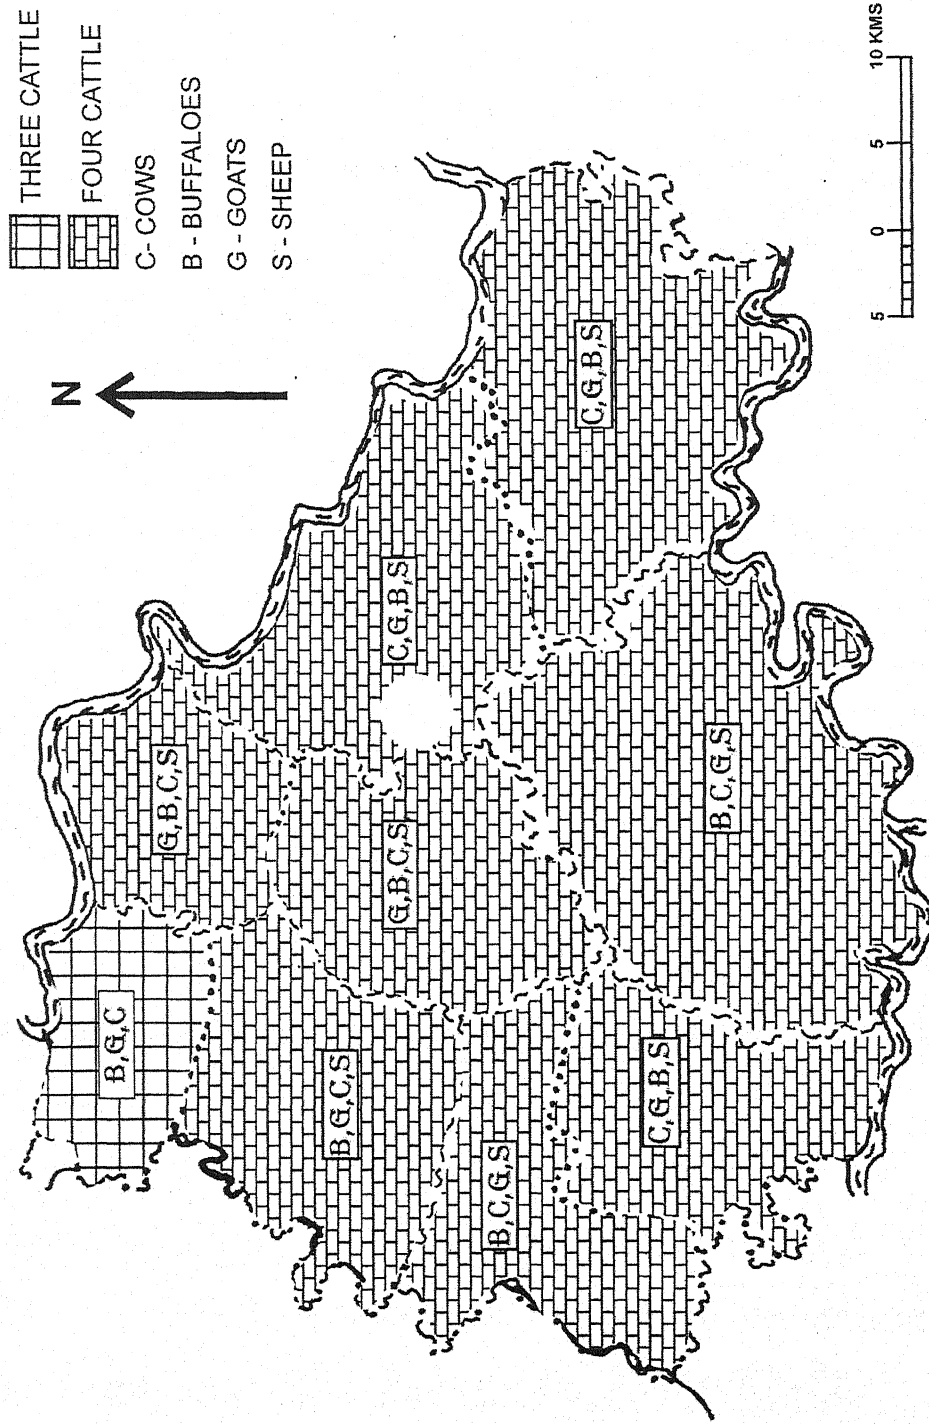 THREE CATTLE
FOUR CATTLE
C- COWS
B - BUFFALOES
G - GOATS
S - SHEEP
N
B,G,C
G,B,C,S
B,G,C,S
G,B,C,S
C,G,B,S
B,C,G,S
C,G,B,S
B,C,G,S
C,G,B,S
5 0 5 10 KMS